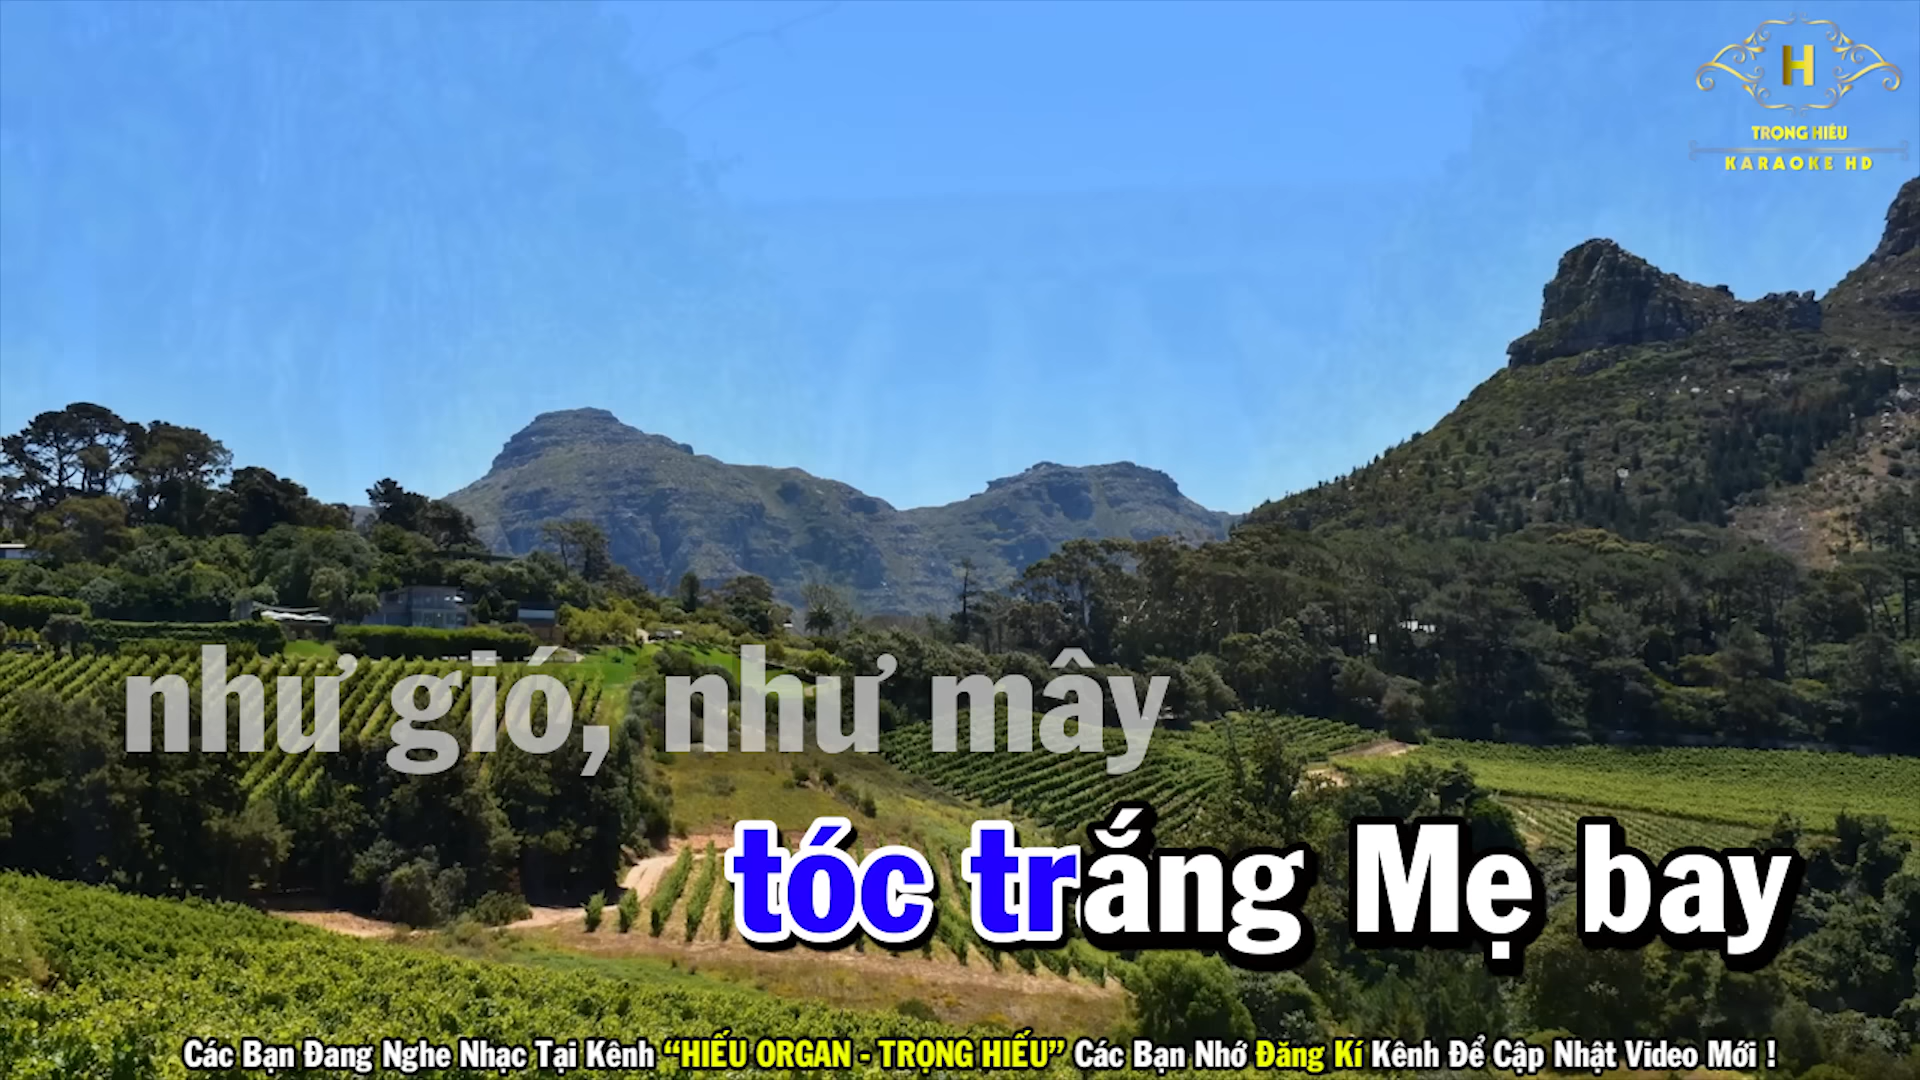 H
TRỌNG HIẾU
KARAOKE HD
như gió, như mây
tóc trắng Mẹ bay
Các Bạn Đang Nghe Nhạc Tại Kênh “HIẾU ORGAN - TRỌNG HIẾU” Các Bạn Nhớ Đăng Kí Kênh Để Cập Nhật Video Mới !